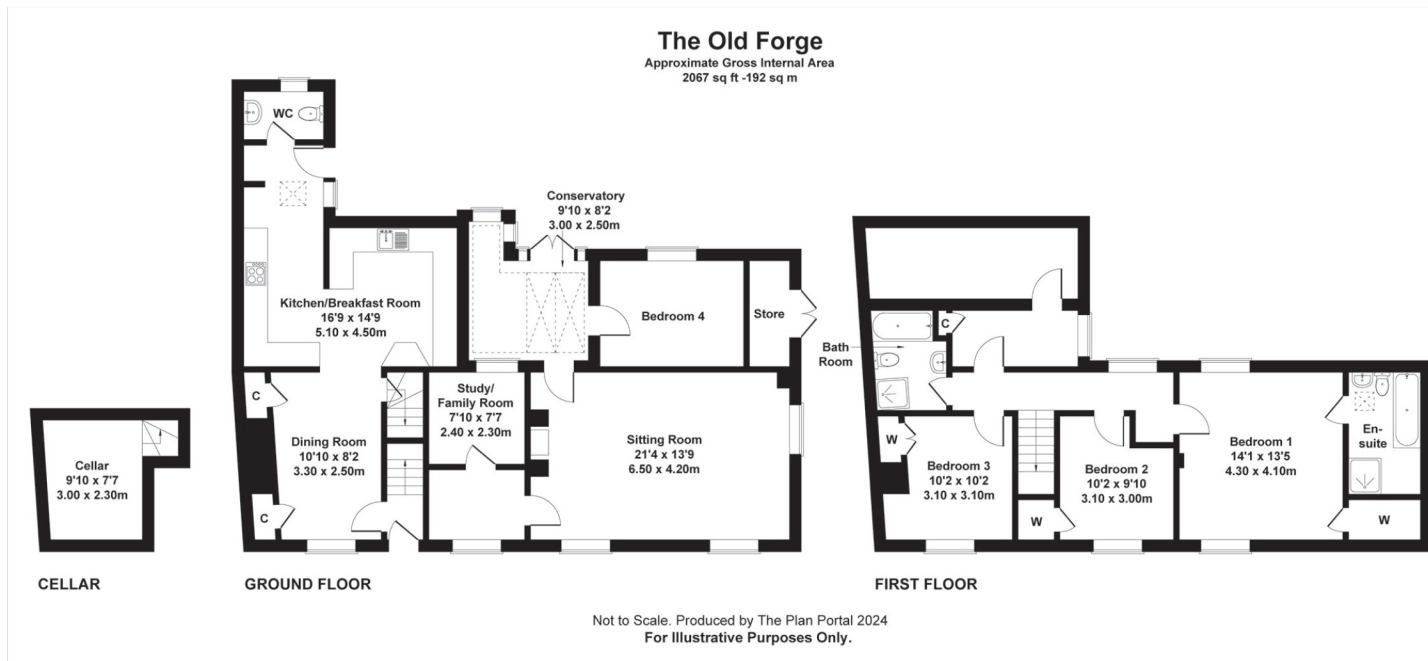 The Old Forge
Approximate Gross Internal Area
2067 sq ft -192 sq m
WC
Conservatory
9'10 x 8'2
3.00 x 2.50m
Kitchen/Breakfast Room
16'9 x 14'9
5.10 x 4.50m
Bedroom 4
Store
C
Study/
Family Room
7'10 x 7'7
2.40 x 2.30m
Dining Room
10'10 x 8'2
3.30 x 2.50m
Sitting Room
21'4 x 13'9
6.50 x 4.20m
C
Cellar
9'10 x 7'7
3.00 x 2.30m
C
Bath
Room
W
Bedroom 3
10'2 x 10'2
3.10 x 3.10m
Bedroom 2
10'2 x 9'10
3.10 x 3.00m
W
Bedroom 1
14'1 x 13'5
4.30 x 4.10m
En-
suite
W
CELLAR
GROUND FLOOR
FIRST FLOOR
Not to Scale. Produced by The Plan Portal 2024
For Illustrative Purposes Only.